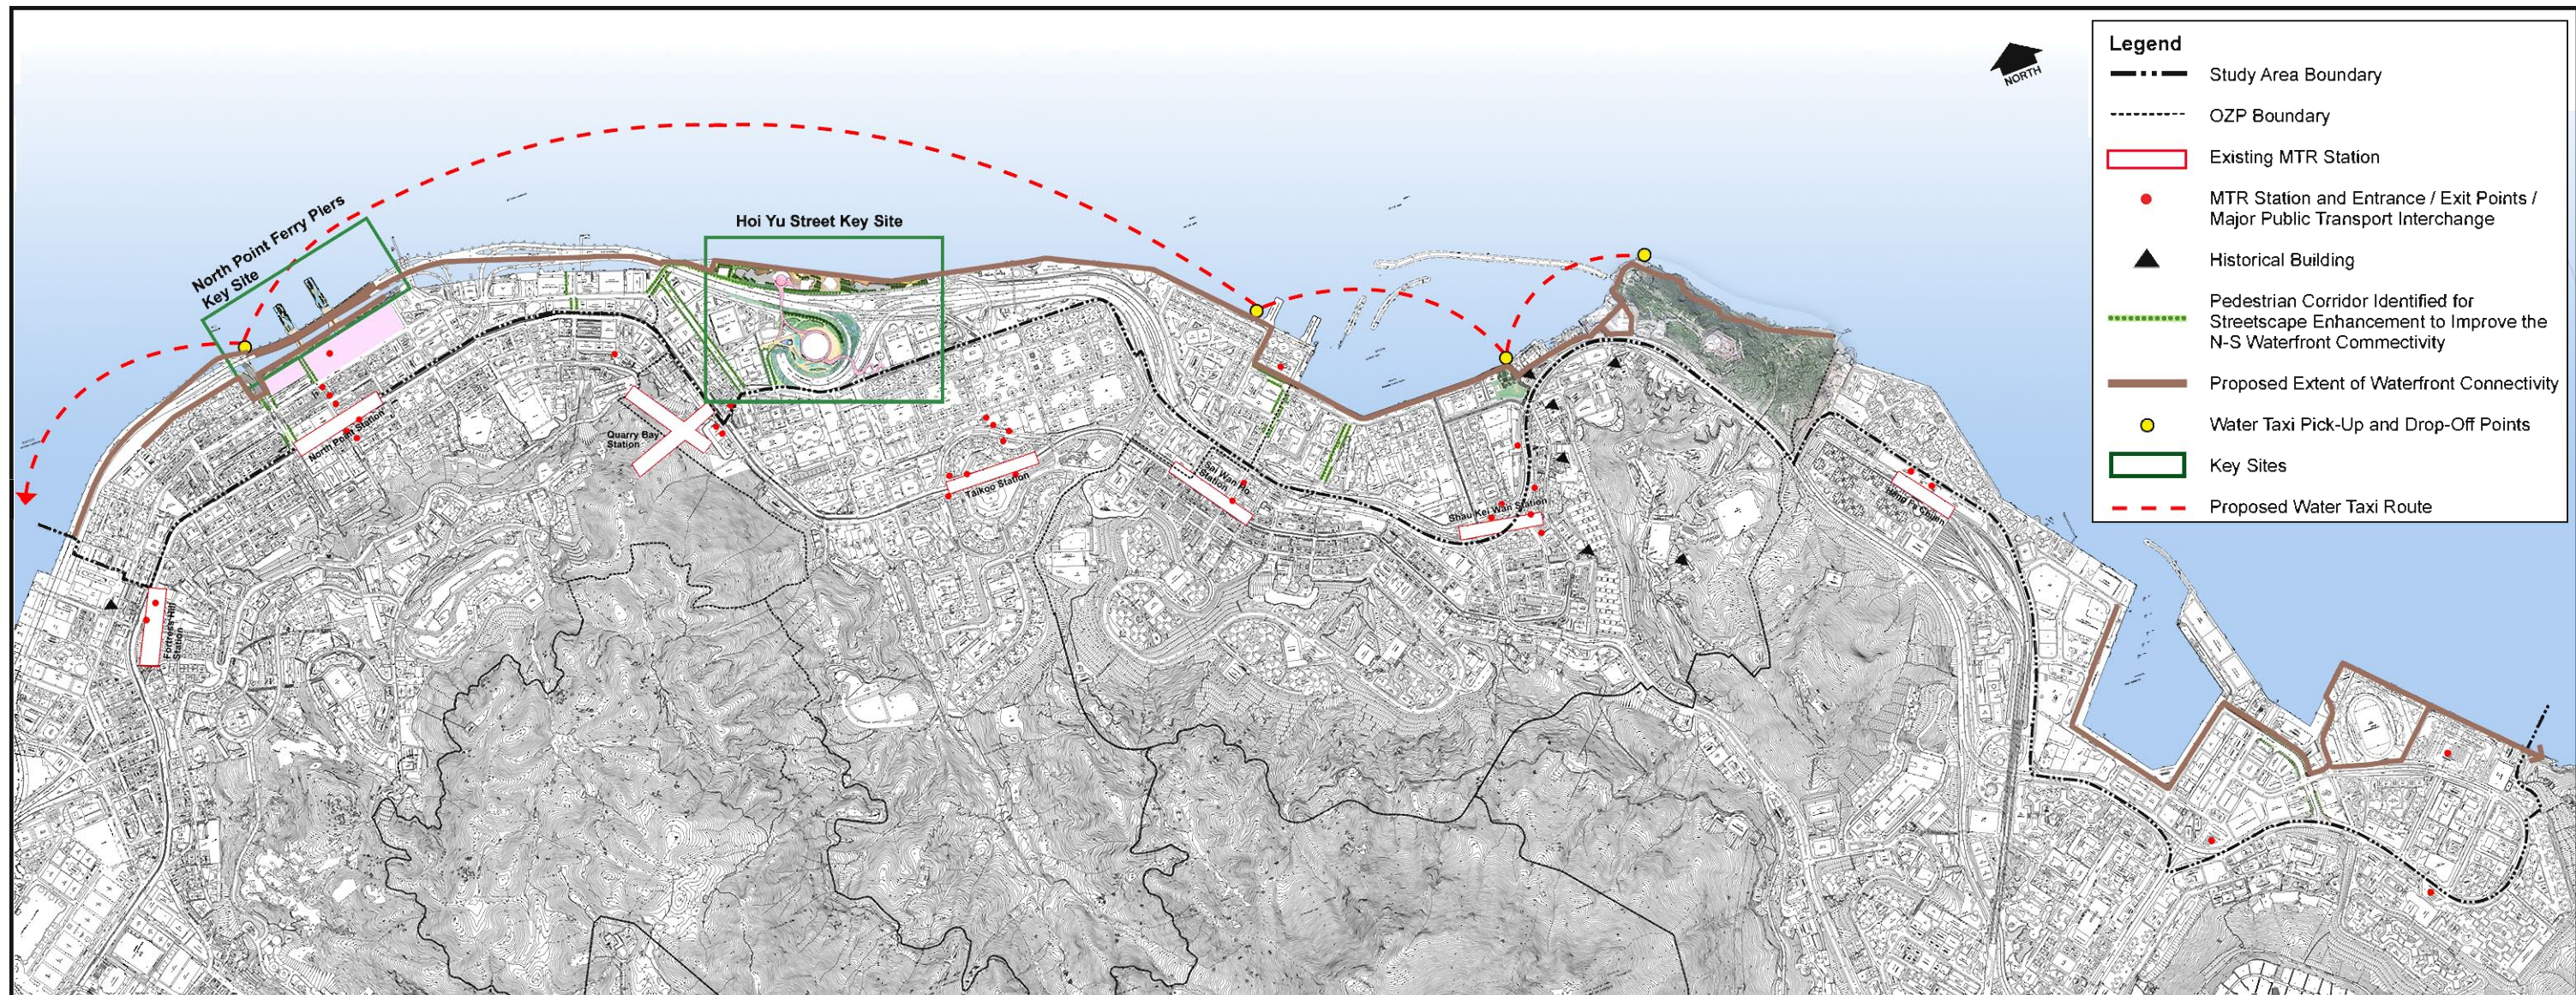 NORTH
Legend
Study Area Boundary
OZP Boundary
Existing MTR Station
MTR Station and Entrance / Exit Points /
Major Public Transport Interchange
Historical Building
Pedestrian Corridor Identified for
Streetscape Enhancement to Improve the
N-S Waterfront Commectivity
Proposed Extent of Waterfront Connectivity
Water Taxi Pick-Up and Drop-Off Points
Key Sites
Proposed Water Taxi Route
North Point Ferry Piers
Key Site
Hoi Yu Street Key Site
North Point Station
Quarry Bay
Station
Taikoo Station
Sai Wan Ho
Station
Shau Kei Wan Station
Heng Fa Chuen
Fortress Hill
Station